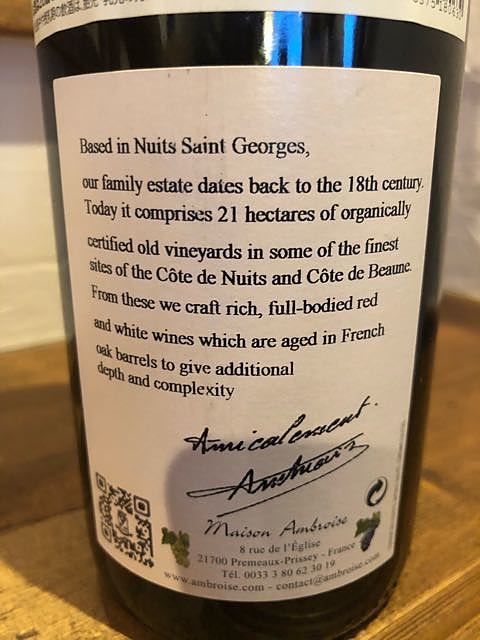 Based in Nuits Saint Georges,
our family estate dates back to the 18th century.
Today it comprises 21 hectares of organically
certified old vineyards in some of the finest
sites of the Côte de Nuits and Côte de Beaune.
From these we craft rich, full-bodied red
and white wines which are aged in French
oak barrels to give additional
depth and complexity
Amicalement.
Ambroise
Maison Ambroise
8 rue de l'Église
21700 Premeaux-Prissey - France
Tél. 0033 3 80 62 30 19
www.ambroise.com - contact@ambroise.com